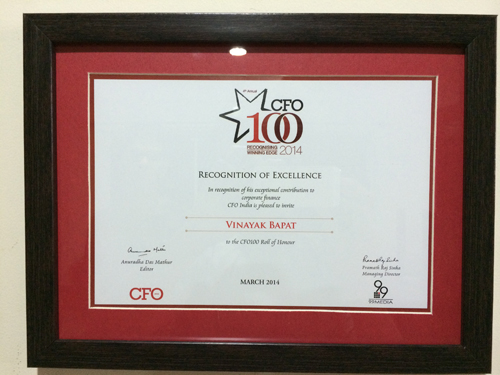 CFO
100
RECOGNISING
WINNING EDGE 2014
RECOGNITION OF EXCELLENCE
In recognition of his exceptional contribution to
corporate finance
CFO India is pleased to invite
VINAYAK BAPAT
to the CFO100 Roll of Honour
Anuradha Das Mathur
Editor
Pramath Raj Sinha
Managing Director
MARCH 2014
CFO
9.9
MEDIA